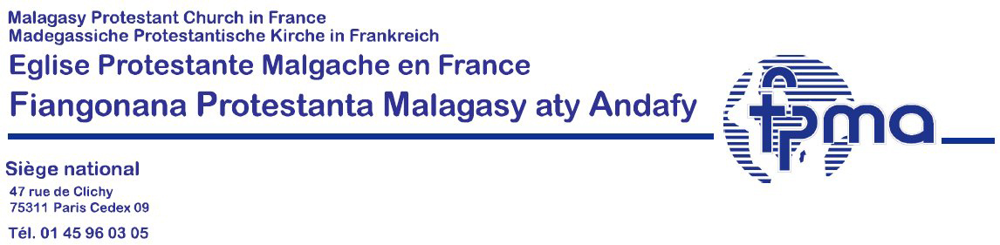 Malagasy Protestant Church in France
Madegassiche Protestantische Kirche in Frankreich
Eglise Protestante Malgache en France
Fiangonana Protestanta Malagasy aty Andafy
fpma
Siège national
47 rue de Clichy
75311 Paris Cedex 09
Tél. 01 45 96 03 05